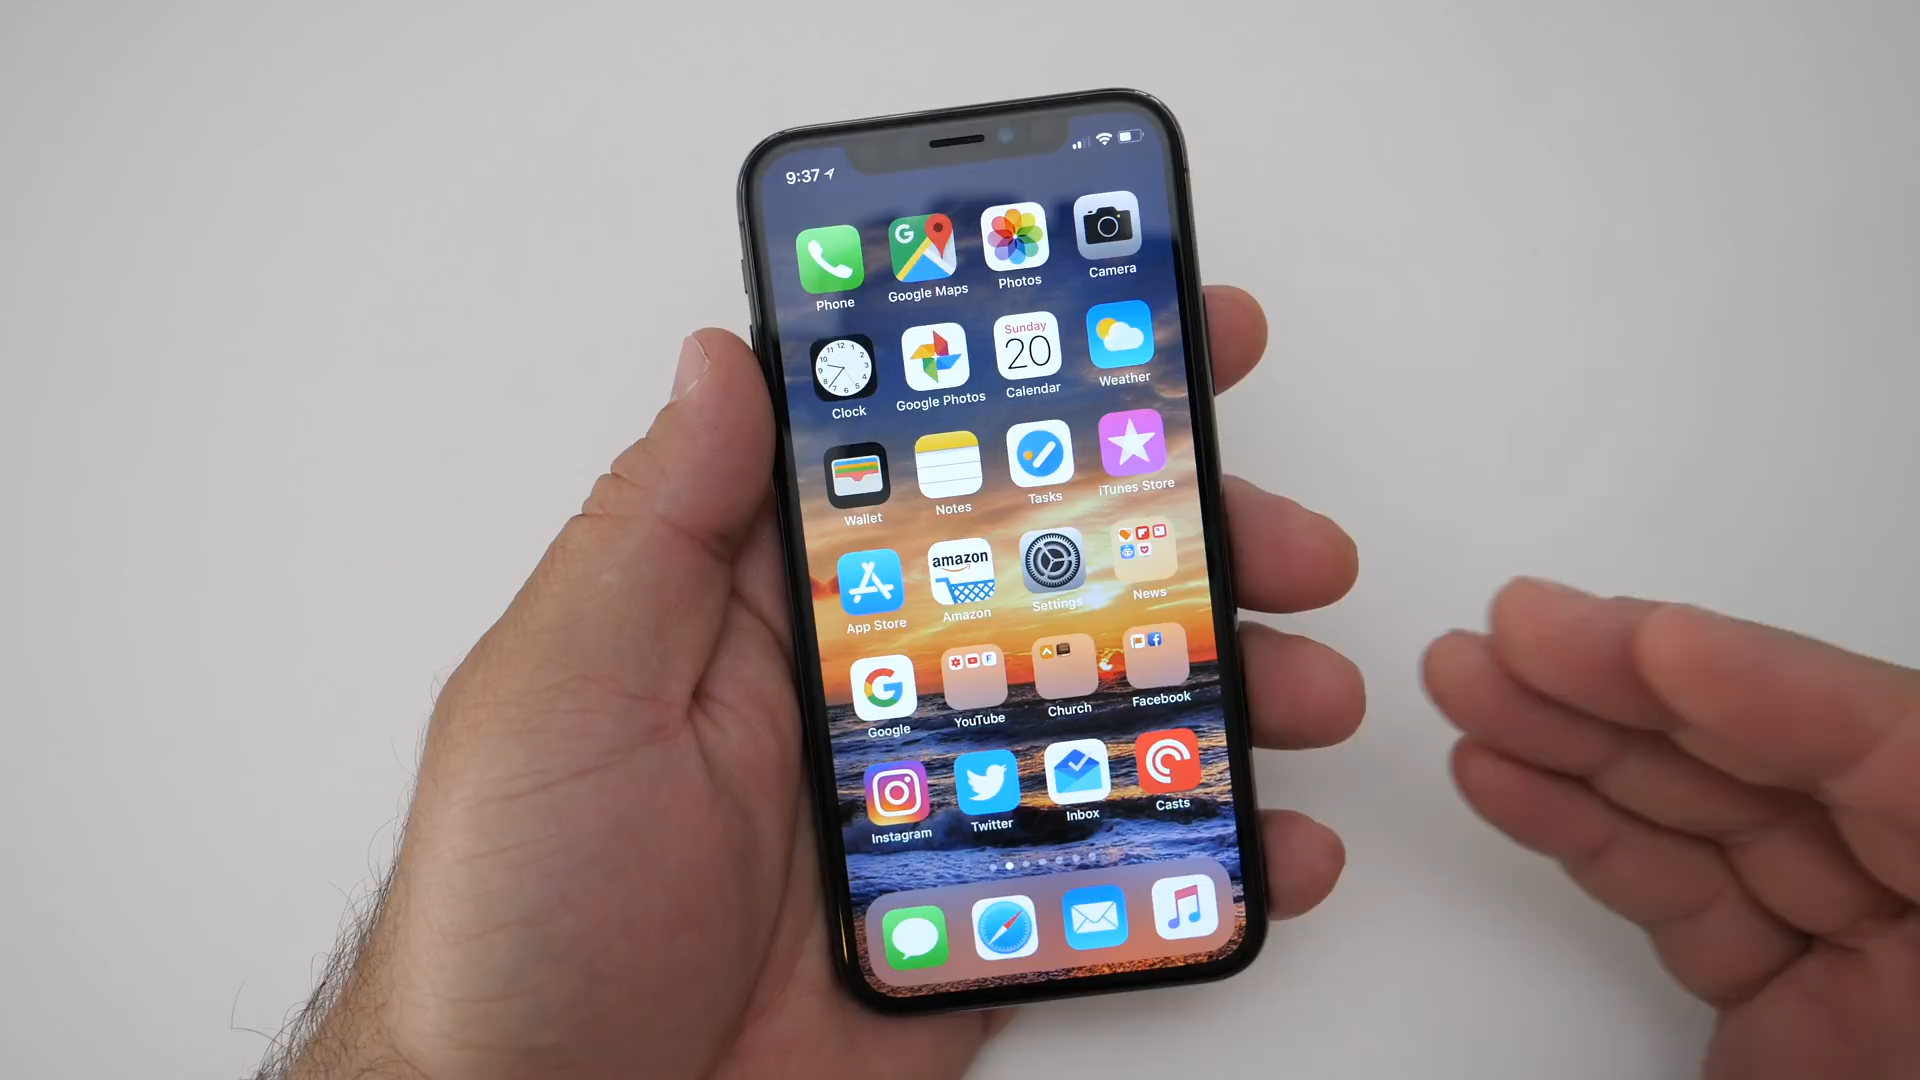 9:37
Phone
Google Maps
Photos
Camera
Clock
Google Photos
Sunday
20
Calendar
Weather
Wallet
Notes
Tasks
iTunes Store
App Store
amazon
Amazon
Settings
News
Google
YouTube
Church
Facebook
Instagram
Twitter
Inbox
Casts